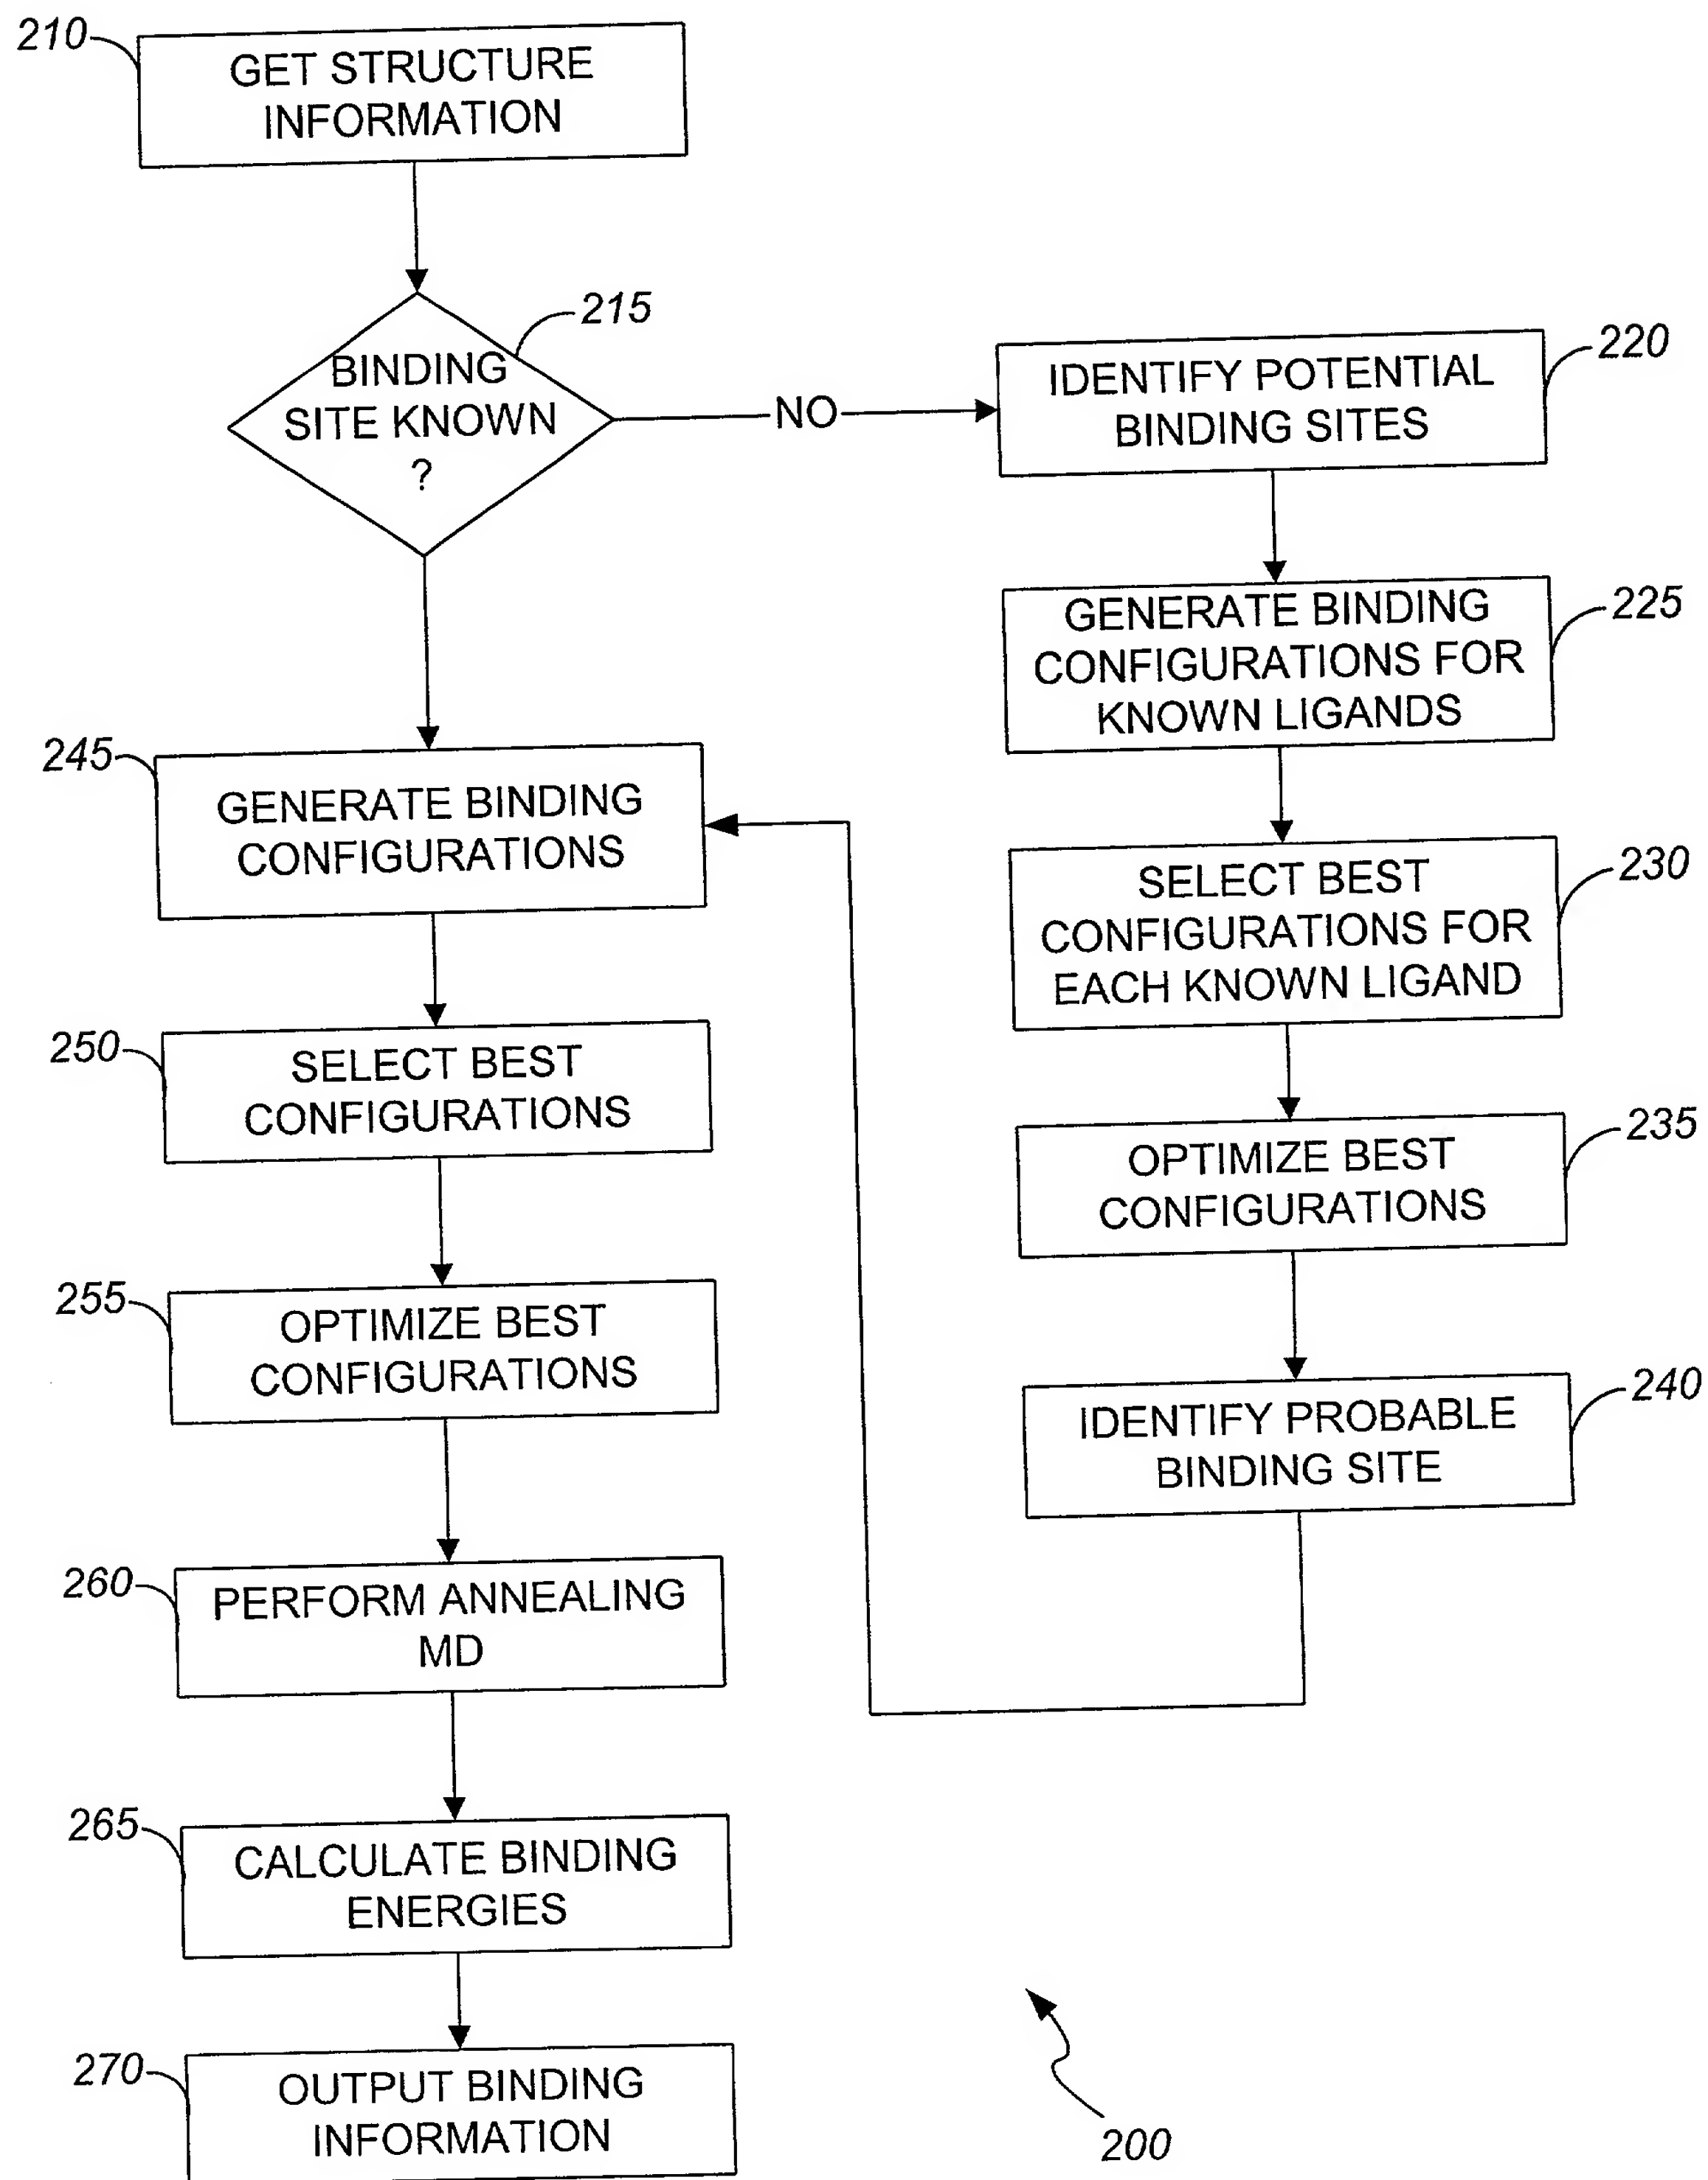 210
GET STRUCTURE
INFORMATION
215
BINDING
SITE KNOWN
?
NO
220
IDENTIFY POTENTIAL
BINDING SITES
225
GENERATE BINDING
CONFIGURATIONS FOR
KNOWN LIGANDS
230
SELECT BEST
CONFIGURATIONS FOR
EACH KNOWN LIGAND
235
OPTIMIZE BEST
CONFIGURATIONS
240
IDENTIFY PROBABLE
BINDING SITE
245
GENERATE BINDING
CONFIGURATIONS
250
SELECT BEST
CONFIGURATIONS
255
OPTIMIZE BEST
CONFIGURATIONS
260
PERFORM ANNEALING
MD
265
CALCULATE BINDING
ENERGIES
270
OUTPUT BINDING
INFORMATION
200